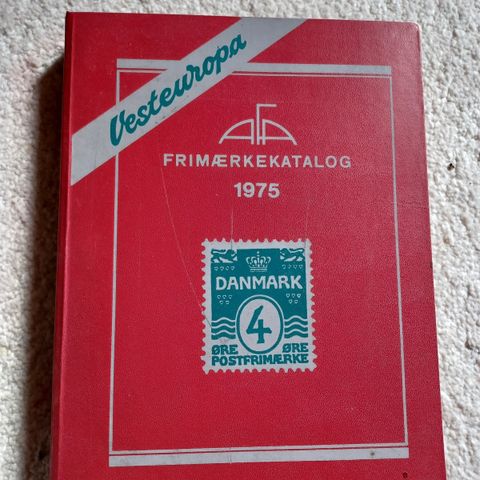 Vesteuropa
AFA
FRIMÆRKEKATALOG
1975
DANMARK
4
ØRE ØRE
POSTFRIMÆRKE